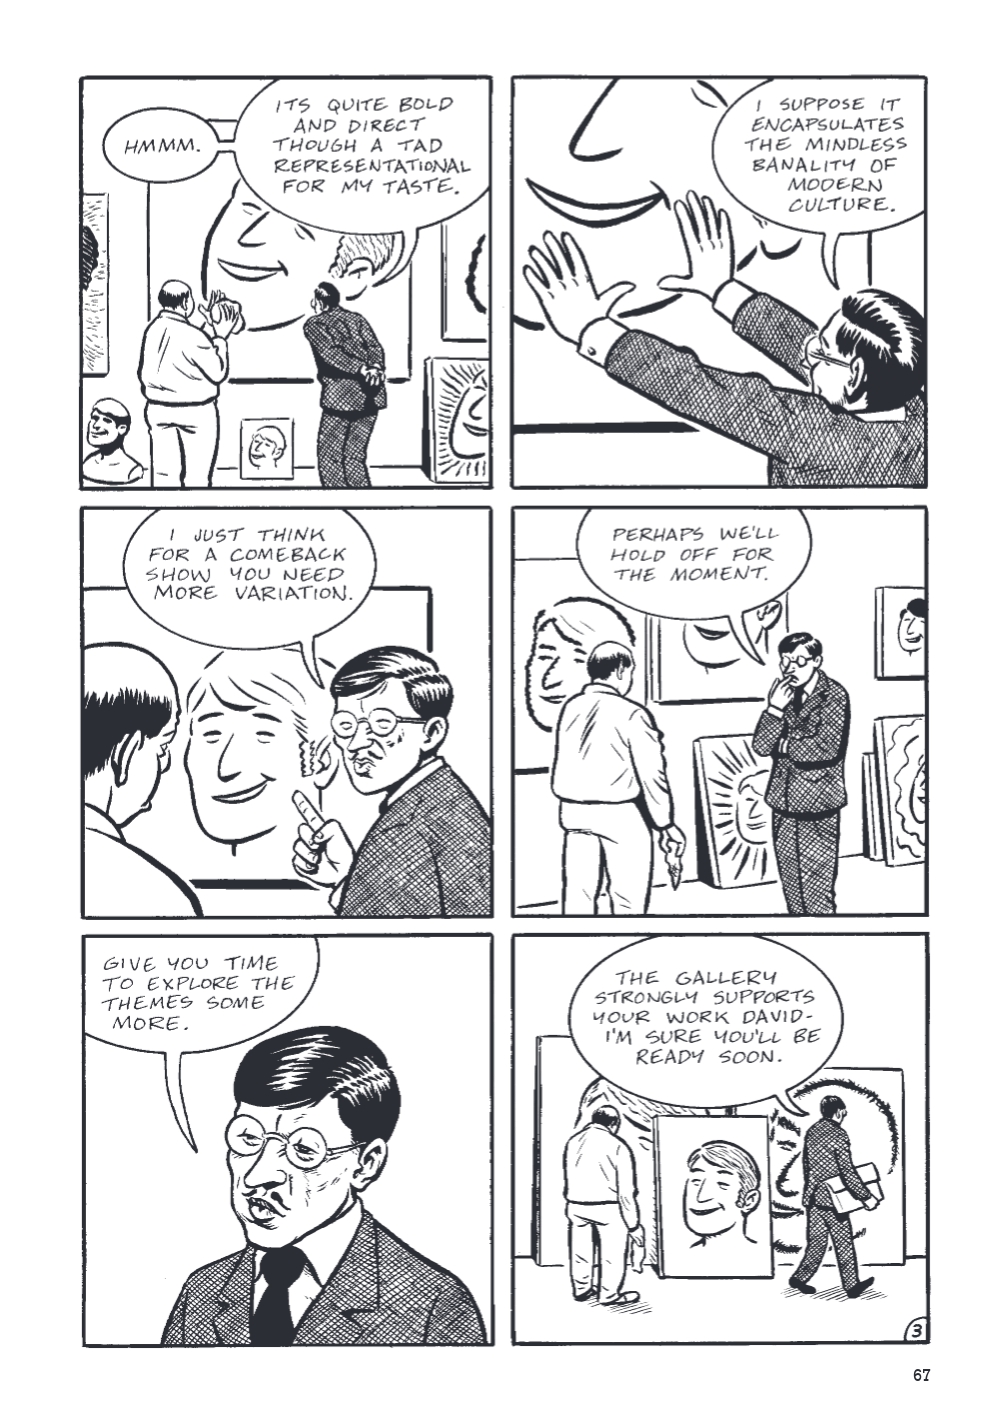 HMMM.
ITS QUITE BOLD
AND DIRECT
THOUGH A TAD
REPRESENTATIONAL
FOR MY TASTE.
I SUPPOSE IT
ENCAPSULATES
THE MINDLESS
BANALITY OF
MODERN
CULTURE.
I JUST THINK
FOR A COMEBACK
SHOW YOU NEED
MORE VARIATION.
PERHAPS WE'LL
HOLD OFF FOR
THE MOMENT.
GIVE YOU TIME
TO EXPLORE THE
THEMES SOME
MORE.
THE GALLERY
STRONGLY SUPPORTS
YOUR WORK DAVID-
I'M SURE YOU'LL BE
READY SOON.
3
67